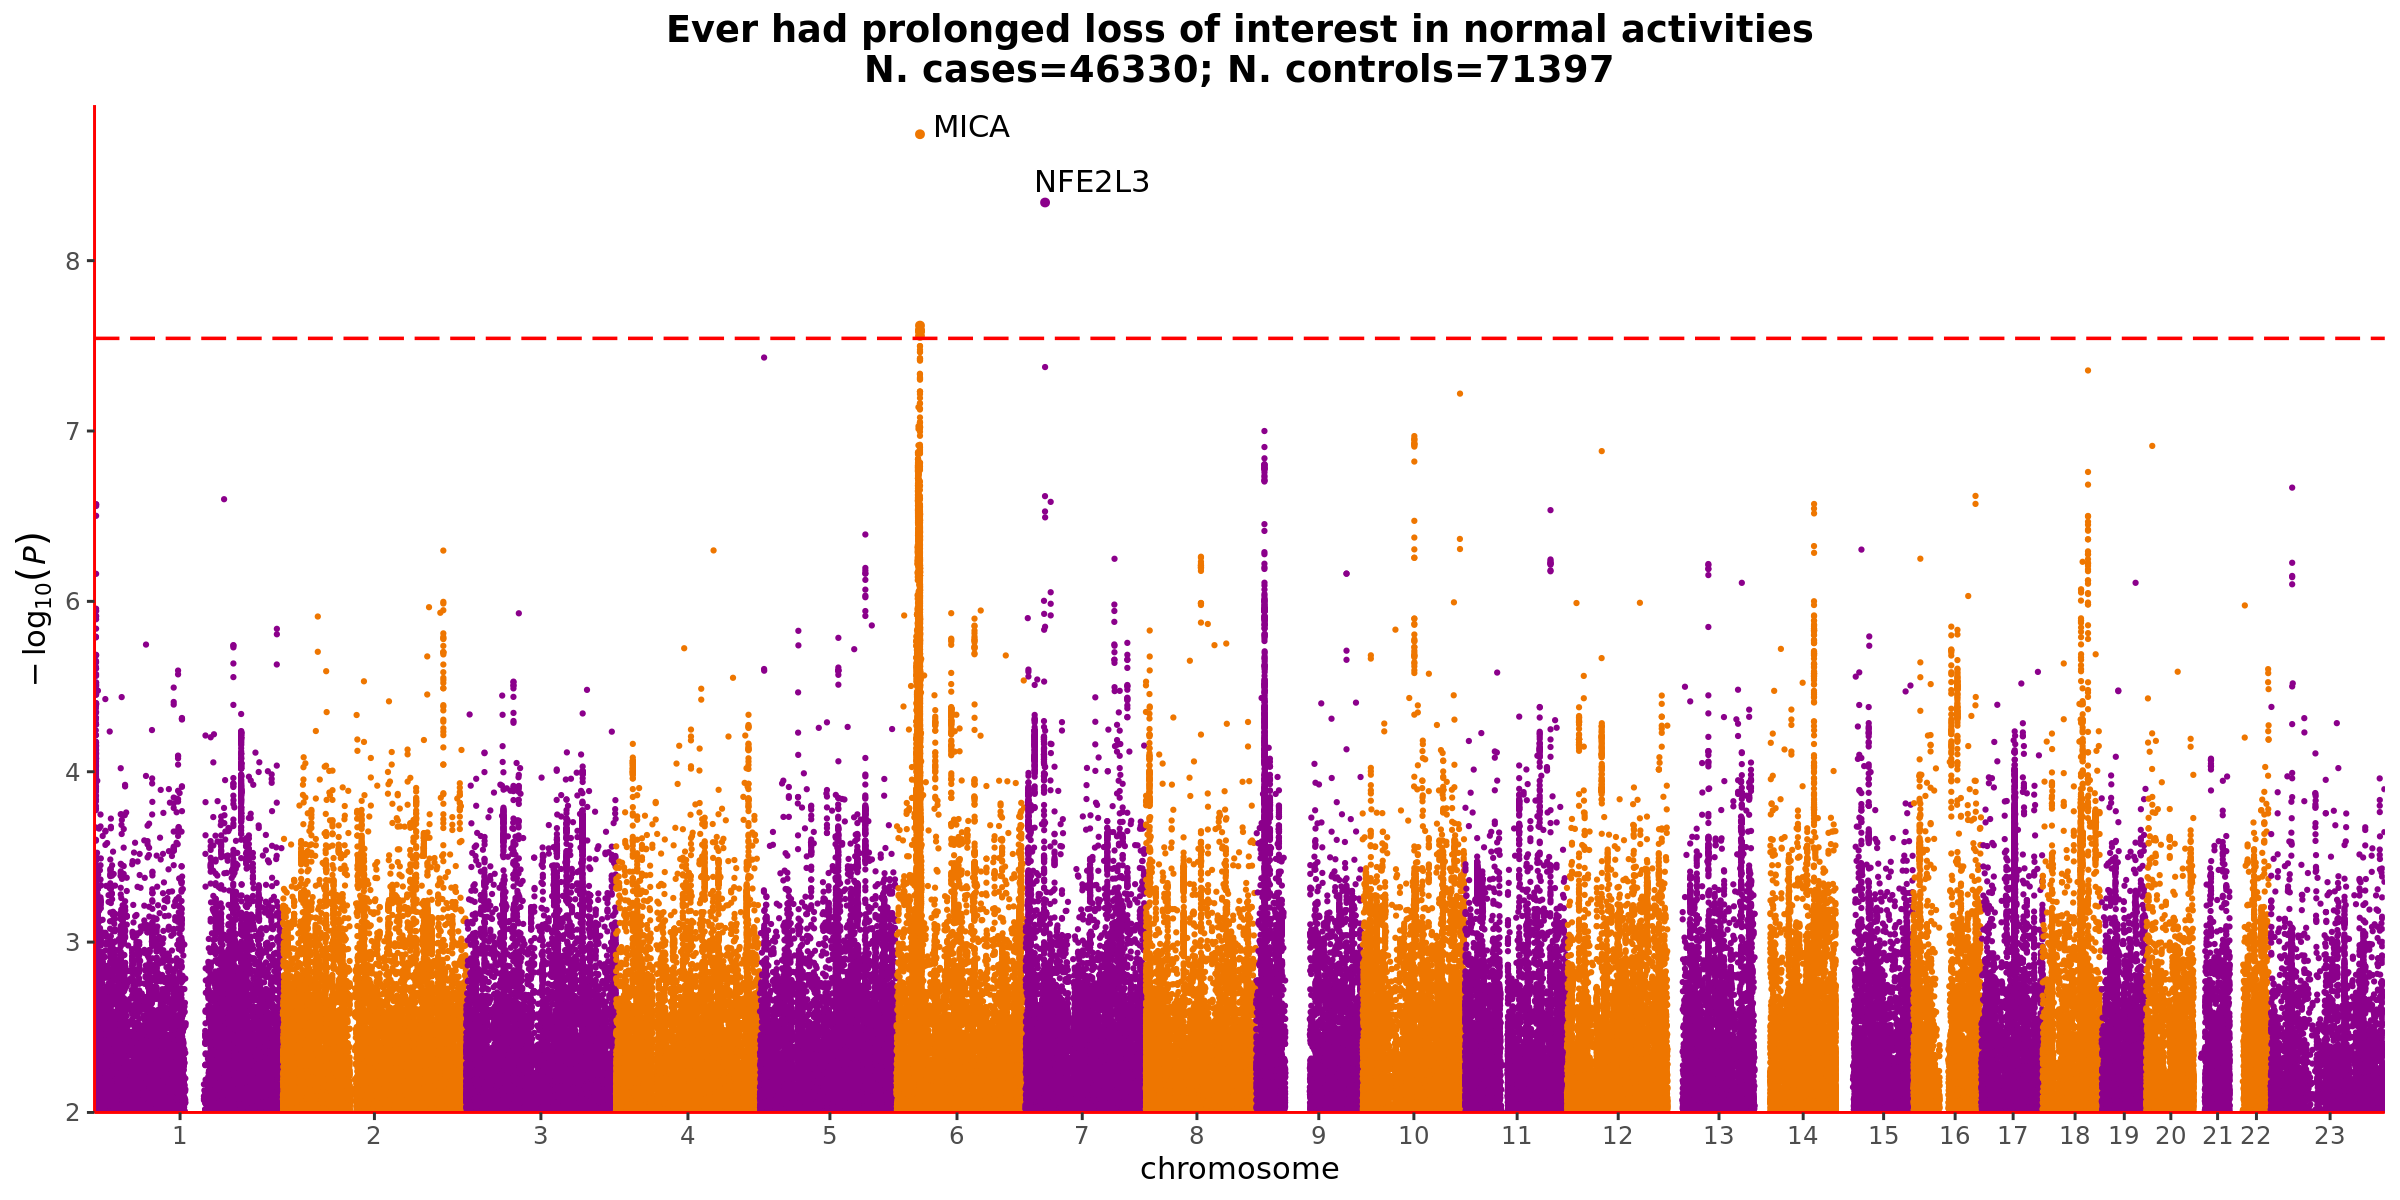 Ever had prolonged loss of interest in normal activities
N. cases=46330; N. controls=71397
MICA
NFE2L3
8
7
6
5
4
3
2
− log10(P)
1 2 3 4 5 6 7 8 9 10 11 12 13 14 15 16 17 18 19 20 21 22 23
chromosome